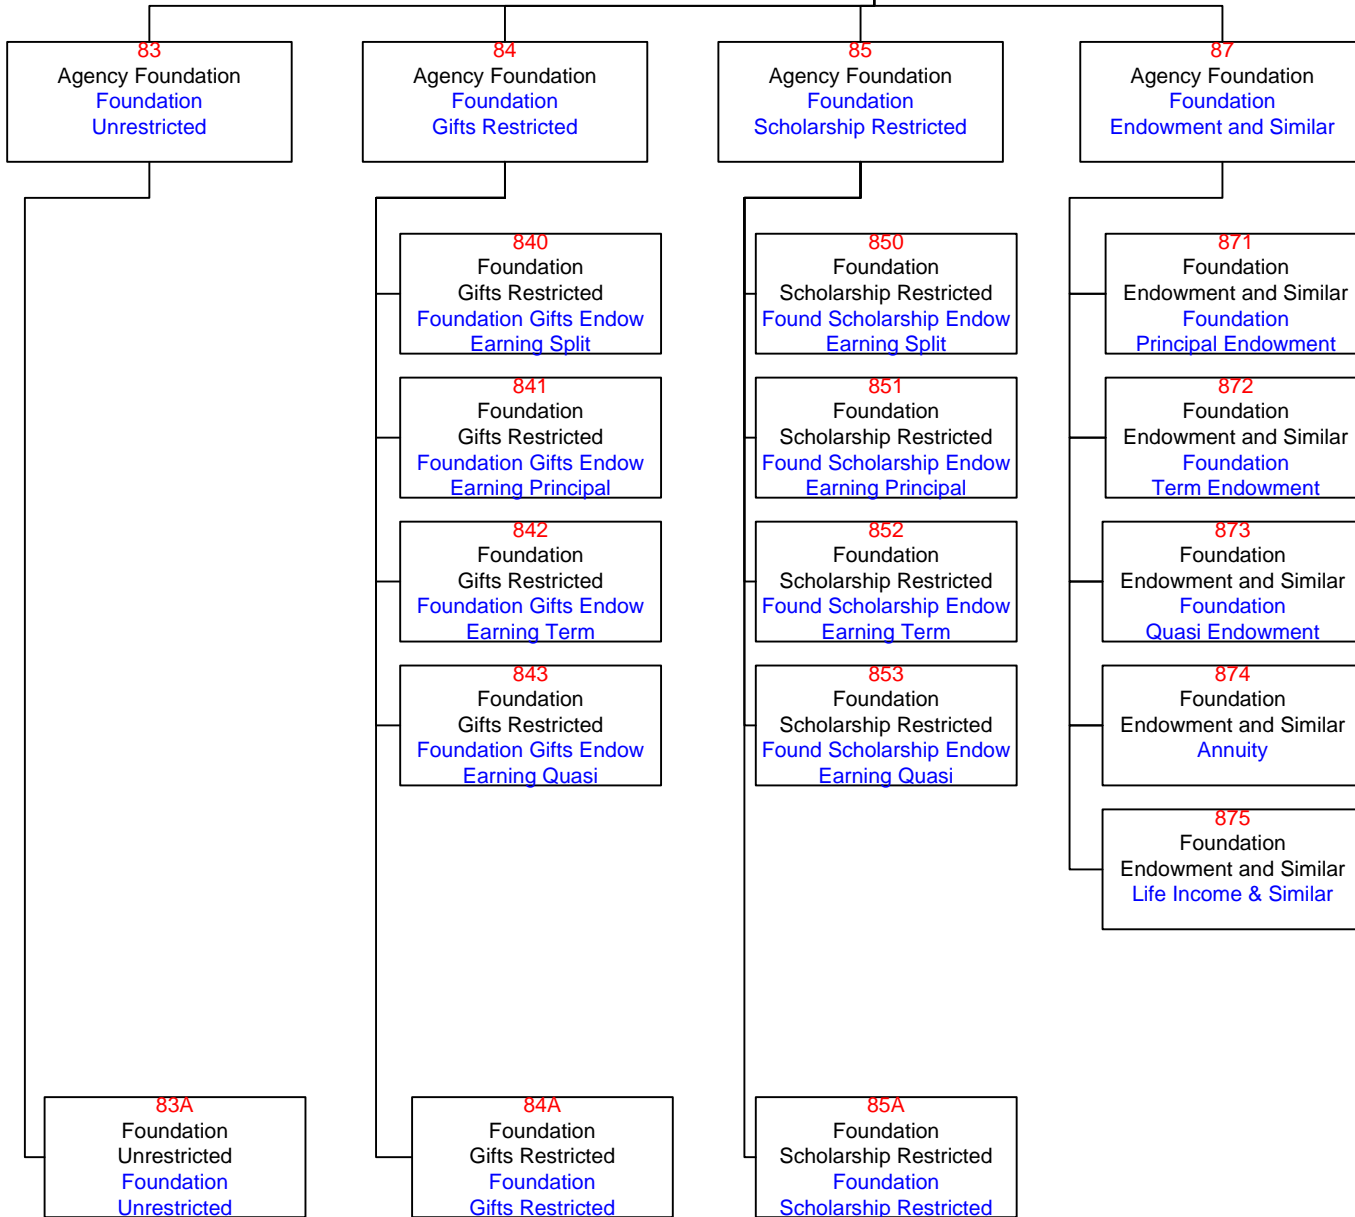 83
Agency Foundation
Foundation
Unrestricted
84
Agency Foundation
Foundation
Gifts Restricted
85
Agency Foundation
Foundation
Scholarship Restricted
87
Agency Foundation
Foundation
Endowment and Similar
840
Foundation
Gifts Restricted
Foundation Gifts Endow
Earning Split
850
Foundation
Scholarship Restricted
Found Scholarship Endow
Earning Split
871
Foundation
Endowment and Similar
Foundation
Principal Endowment
841
Foundation
Gifts Restricted
Foundation Gifts Endow
Earning Principal
851
Foundation
Scholarship Restricted
Found Scholarship Endow
Earning Principal
872
Foundation
Endowment and Similar
Foundation
Term Endowment
842
Foundation
Gifts Restricted
Foundation Gifts Endow
Earning Term
852
Foundation
Scholarship Restricted
Found Scholarship Endow
Earning Term
873
Foundation
Endowment and Similar
Foundation
Quasi Endowment
843
Foundation
Gifts Restricted
Foundation Gifts Endow
Earning Quasi
853
Foundation
Scholarship Restricted
Found Scholarship Endow
Earning Quasi
874
Foundation
Endowment and Similar
Annuity
875
Foundation
Endowment and Similar
Life Income & Similar
83A
Foundation
Unrestricted
Foundation
Unrestricted
84A
Foundation
Gifts Restricted
Foundation
Gifts Restricted
85A
Foundation
Scholarship Restricted
Foundation
Scholarship Restricted